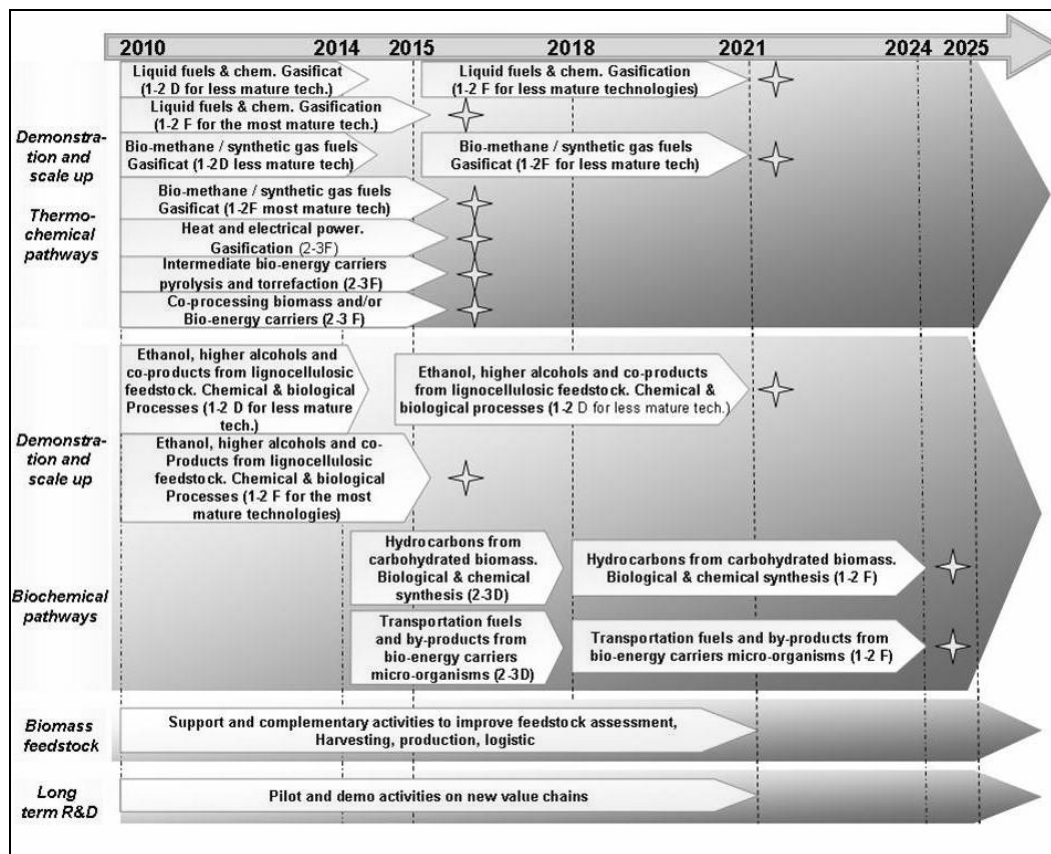 2010 2014 2015 2018 2021 2024 2025
Demonstra-
tion and
scale up
Thermo-
chemical
pathways
Liquid fuels & chem. Gasificat
(1-2 D for less mature tech.)
Liquid fuels & chem. Gasification
(1-2 F for less mature technologies)
Liquid fuels & chem. Gasification
(1-2 F for the most mature tech.)
Bio-methane / synthetic gas fuels
Gasificat (1-2D less mature tech)
Bio-methane / synthetic gas fuels
Gasificat (1-2F for less mature tech)
Bio-methane / synthetic gas fuels
Gasificat (1-2F most mature tech)
Heat and electrical power.
Gasification (2-3F)
Intermediate bio-energy carriers
pyrolysis and torrefaction (2-3F)
Co-processing biomass and/or
Bio-energy carriers (2-3 F)
Demonstra-
tion and
scale up
Biochemical
pathways
Ethanol, higher alcohols and
co-products from lignocellulosic
feedstock. Chemical & biological
Processes (1-2 D for less mature
tech.)
Ethanol, higher alcohols and co-products
from lignocellulosic feedstock. Chemical &
biological processes (1-2 D for less mature tech.)
Ethanol, higher alcohols and co-
Products from lignocellulosic
feedstock. Chemical & biological
Processes (1-2 F for the most
mature technologies)
Hydrocarbons from
carbohydrated biomass.
Biological & chemical
synthesis (2-3D)
Hydrocarbons from carbohydrated biomass.
Biological & chemical synthesis (1-2 F)
Transportation fuels
and by-products from
bio-energy carriers
micro-organisms (2-3D)
Transportation fuels and by-products from
bio-energy carriers micro-organisms (1-2 F)
Biomass
feedstock
Support and complementary activities to improve feedstock assessment,
Harvesting, production, logistic
Long
term R&D
Pilot and demo activities on new value chains